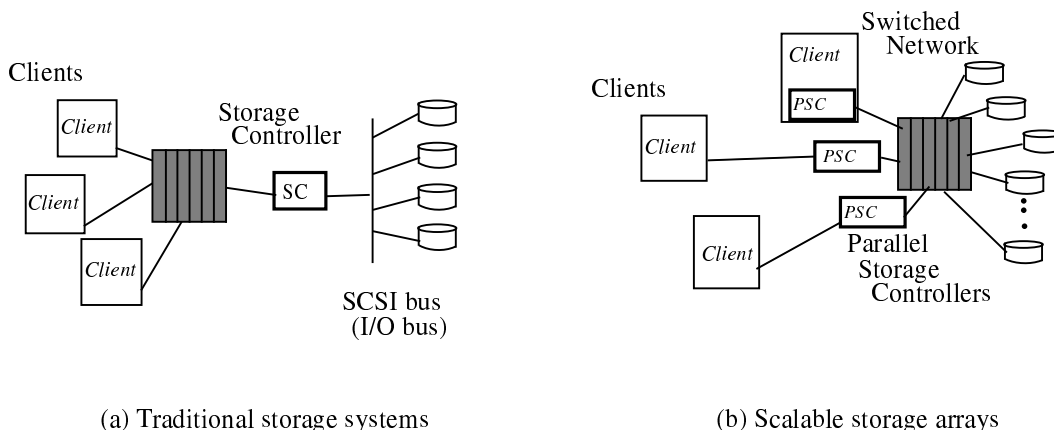 Clients
Client
Client
Client
Storage
Controller
SC
SCSI bus
(I/O bus)
(a) Traditional storage systems
Switched
Network
Clients
Client
PSC
Client
PSC
Client
PSC
Parallel
Storage
Controllers
(b) Scalable storage arrays